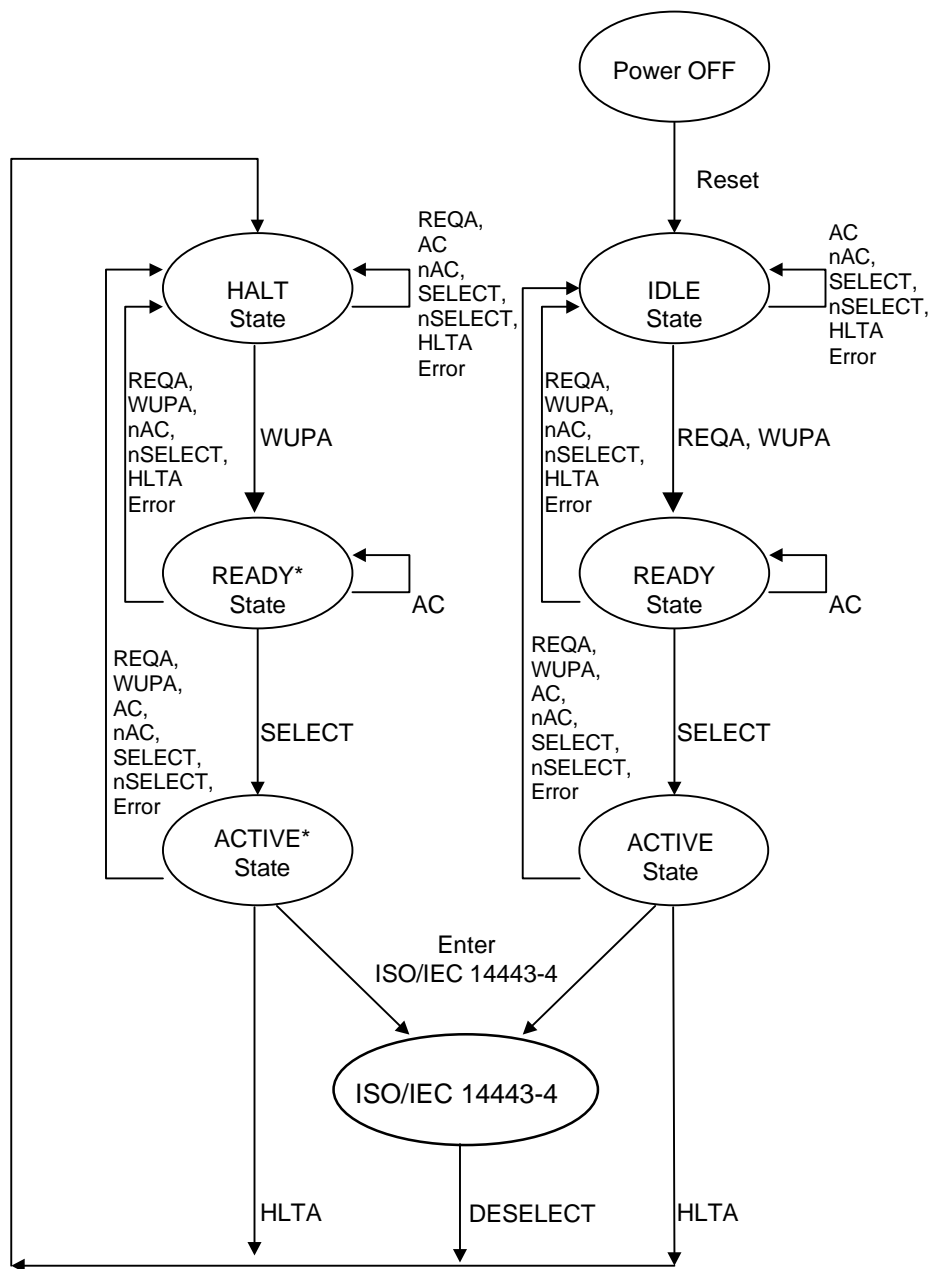 Power OFF
Reset
HALT
State
REQA,
AC
nAC,
SELECT,
nSELECT,
HLTA
Error
IDLE
State
AC
nAC,
SELECT,
nSELECT,
HLTA
Error
REQA,
WUPA,
nAC,
nSELECT,
HLTA
Error
WUPA
REQA,
WUPA,
nAC,
nSELECT,
HLTA
Error
REQA, WUPA
READY*
State
AC
READY
State
AC
REQA,
WUPA,
AC,
nAC,
SELECT,
nSELECT,
Error
SELECT
REQA,
WUPA,
AC,
nAC,
SELECT,
nSELECT,
Error
SELECT
ACTIVE*
State
ACTIVE
State
Enter
ISO/IEC 14443-4
ISO/IEC 14443-4
HLTA
DESELECT
HLTA